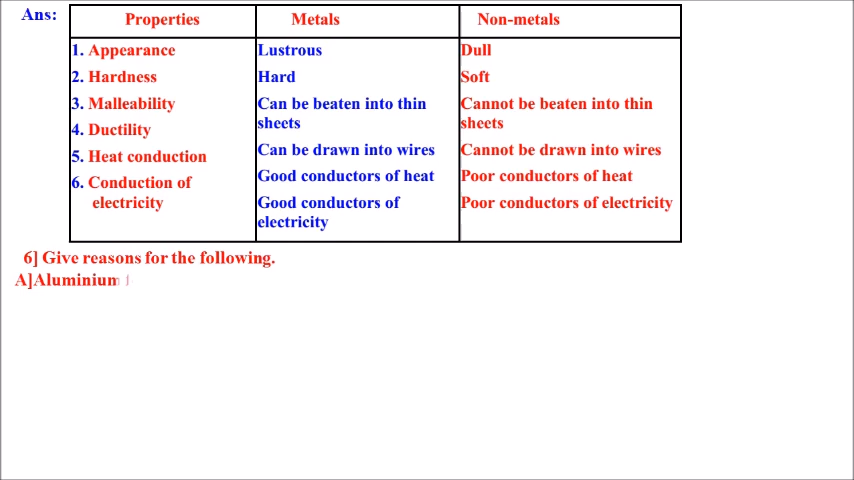 Ans:
Properties Metals Non-metals
1. Appearance Lustrous Dull
2. Hardness Hard Soft
3. Malleability Can be beaten into thin sheets Cannot be beaten into thin sheets
4. Ductility Can be drawn into wires Cannot be drawn into wires
5. Heat conduction Good conductors of heat Poor conductors of heat
6. Conduction of electricity Good conductors of electricity Poor conductors of electricity
6] Give reasons for the following.
A]Aluminium